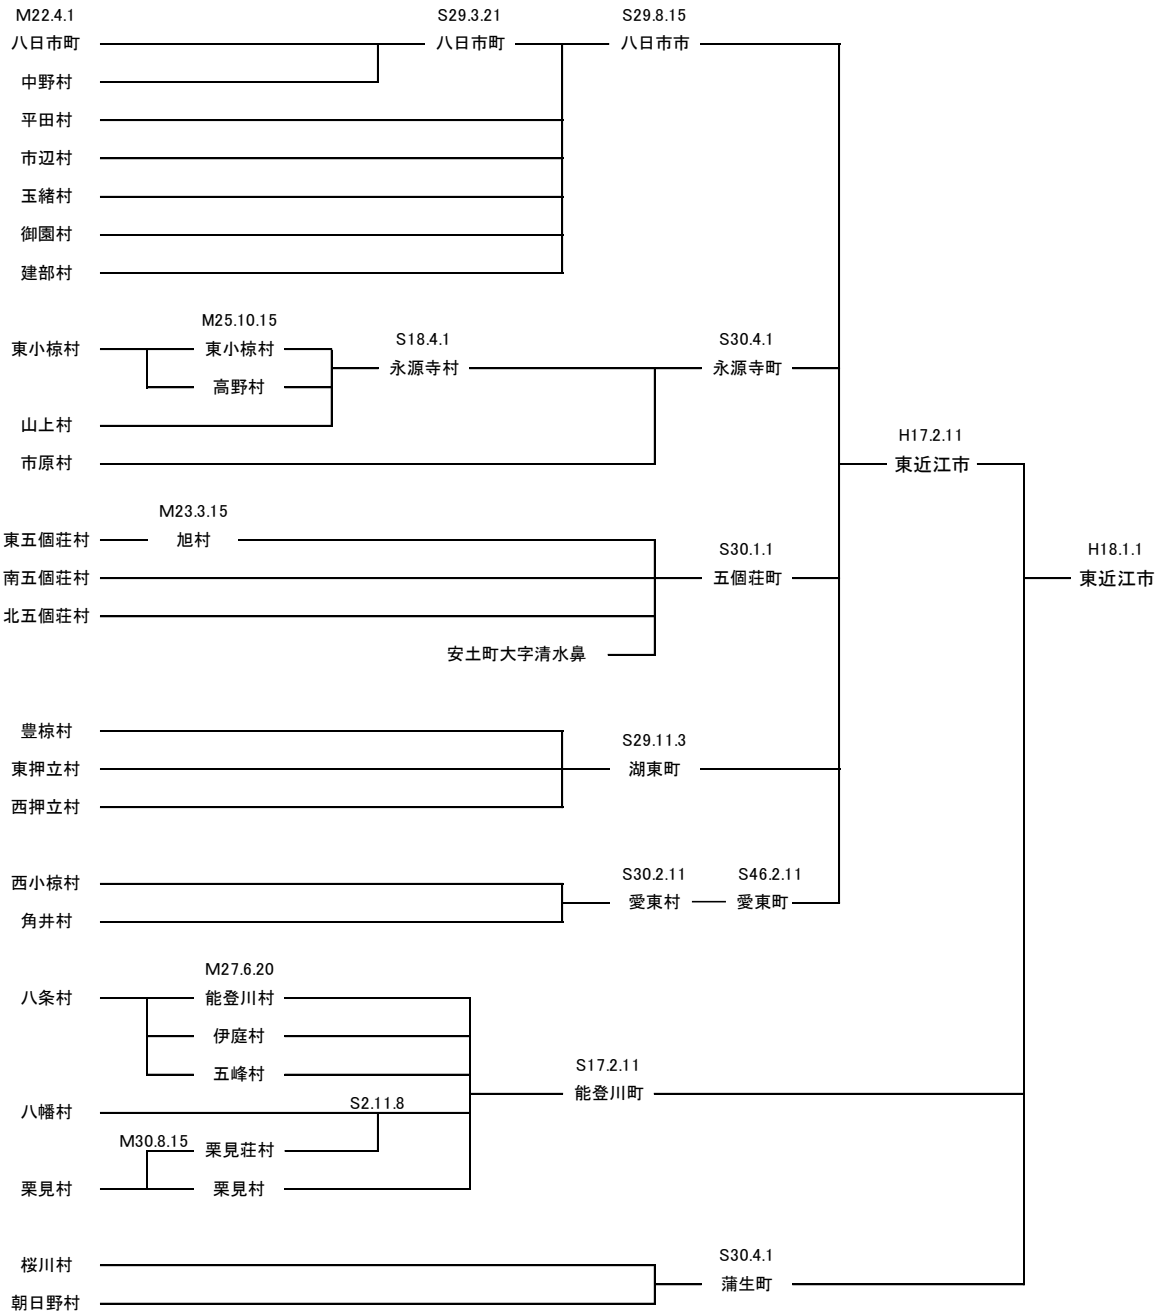 M22.4.1 S29.3.21 S29.8.15
八日市町 八日市町 八日市市
中野村
平田村
市辺村
玉緒村
御園村
建部村
M25.10.15
東小椋村 東小椋村
S18.4.1 S30.4.1
永源寺村 永源寺町
高野村
山上村
H17.2.11
市原村 東近江市
M23.3.15
東五個荘村 旭村
S30.1.1 H18.1.1
南五個荘村 五個荘町 東近江市
北五個荘村
安土町大字清水鼻
豊椋村
S29.11.3
東押立村 湖東町
西押立村
S30.2.11 S46.2.11
西小椋村
愛東村 愛東町
角井村
M27.6.20
八条村 能登川村
伊庭村
S17.2.11
五峰村
能登川町
S2.11.8
八幡村
M30.8.15
栗見荘村
栗見村 栗見村
S30.4.1
桜川村
蒲生町
朝日野村